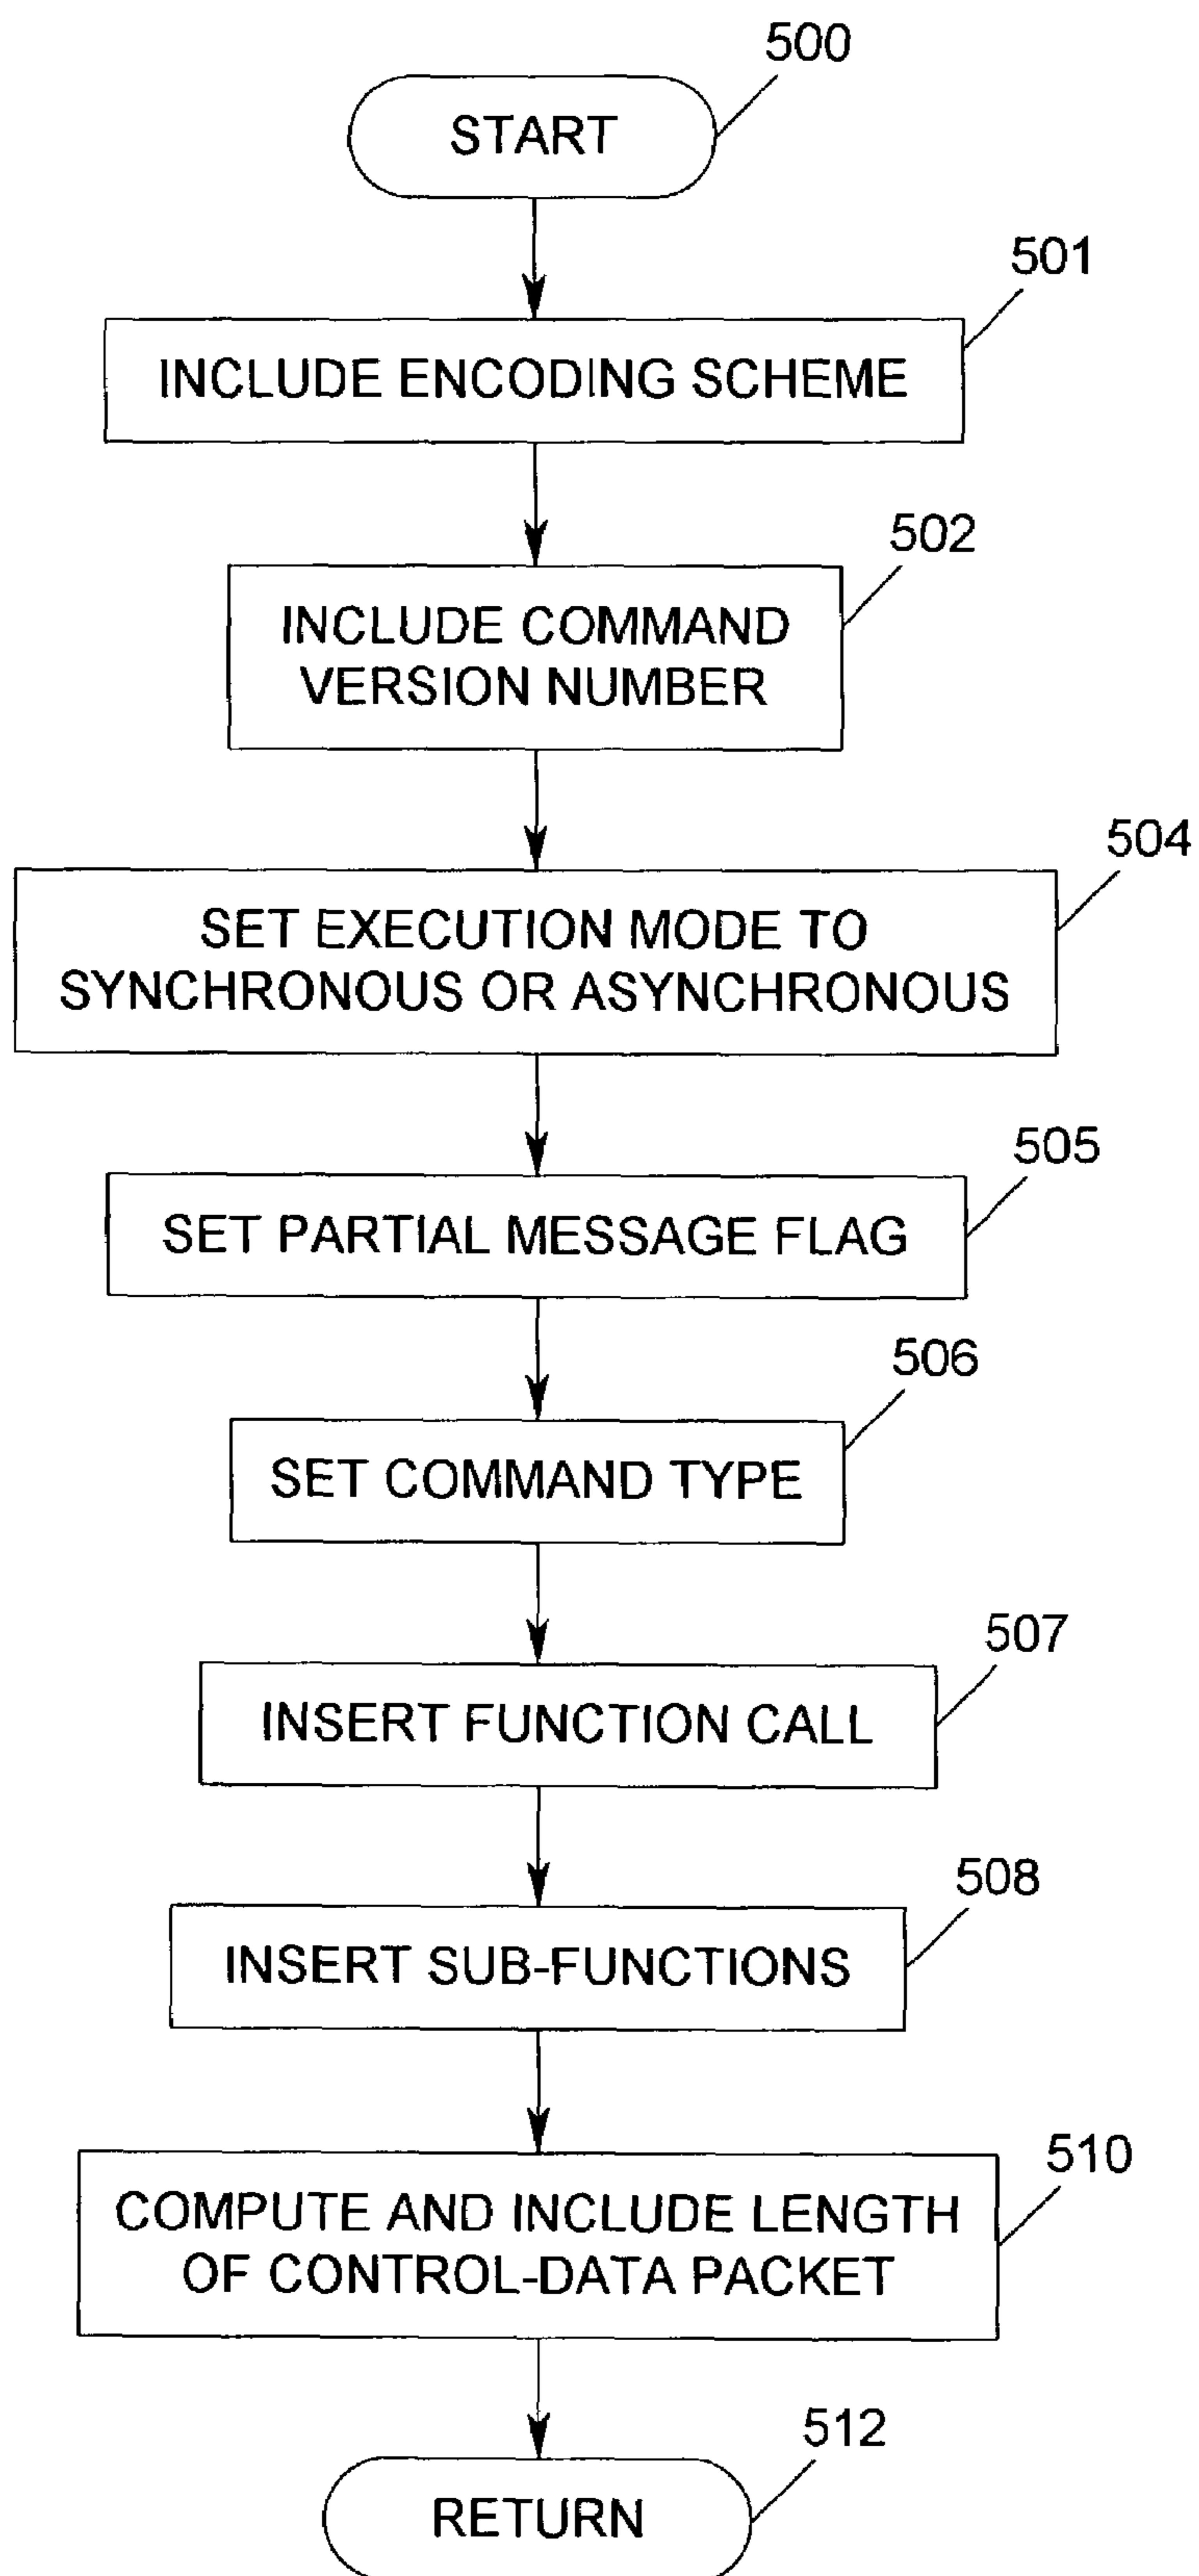 500
START
501
INCLUDE ENCODING SCHEME
502
INCLUDE COMMAND
VERSION NUMBER
504
SET EXECUTION MODE TO
SYNCHRONOUS OR ASYNCHRONOUS
505
SET PARTIAL MESSAGE FLAG
506
SET COMMAND TYPE
507
INSERT FUNCTION CALL
508
INSERT SUB-FUNCTIONS
510
COMPUTE AND INCLUDE LENGTH
OF CONTROL-DATA PACKET
512
RETURN